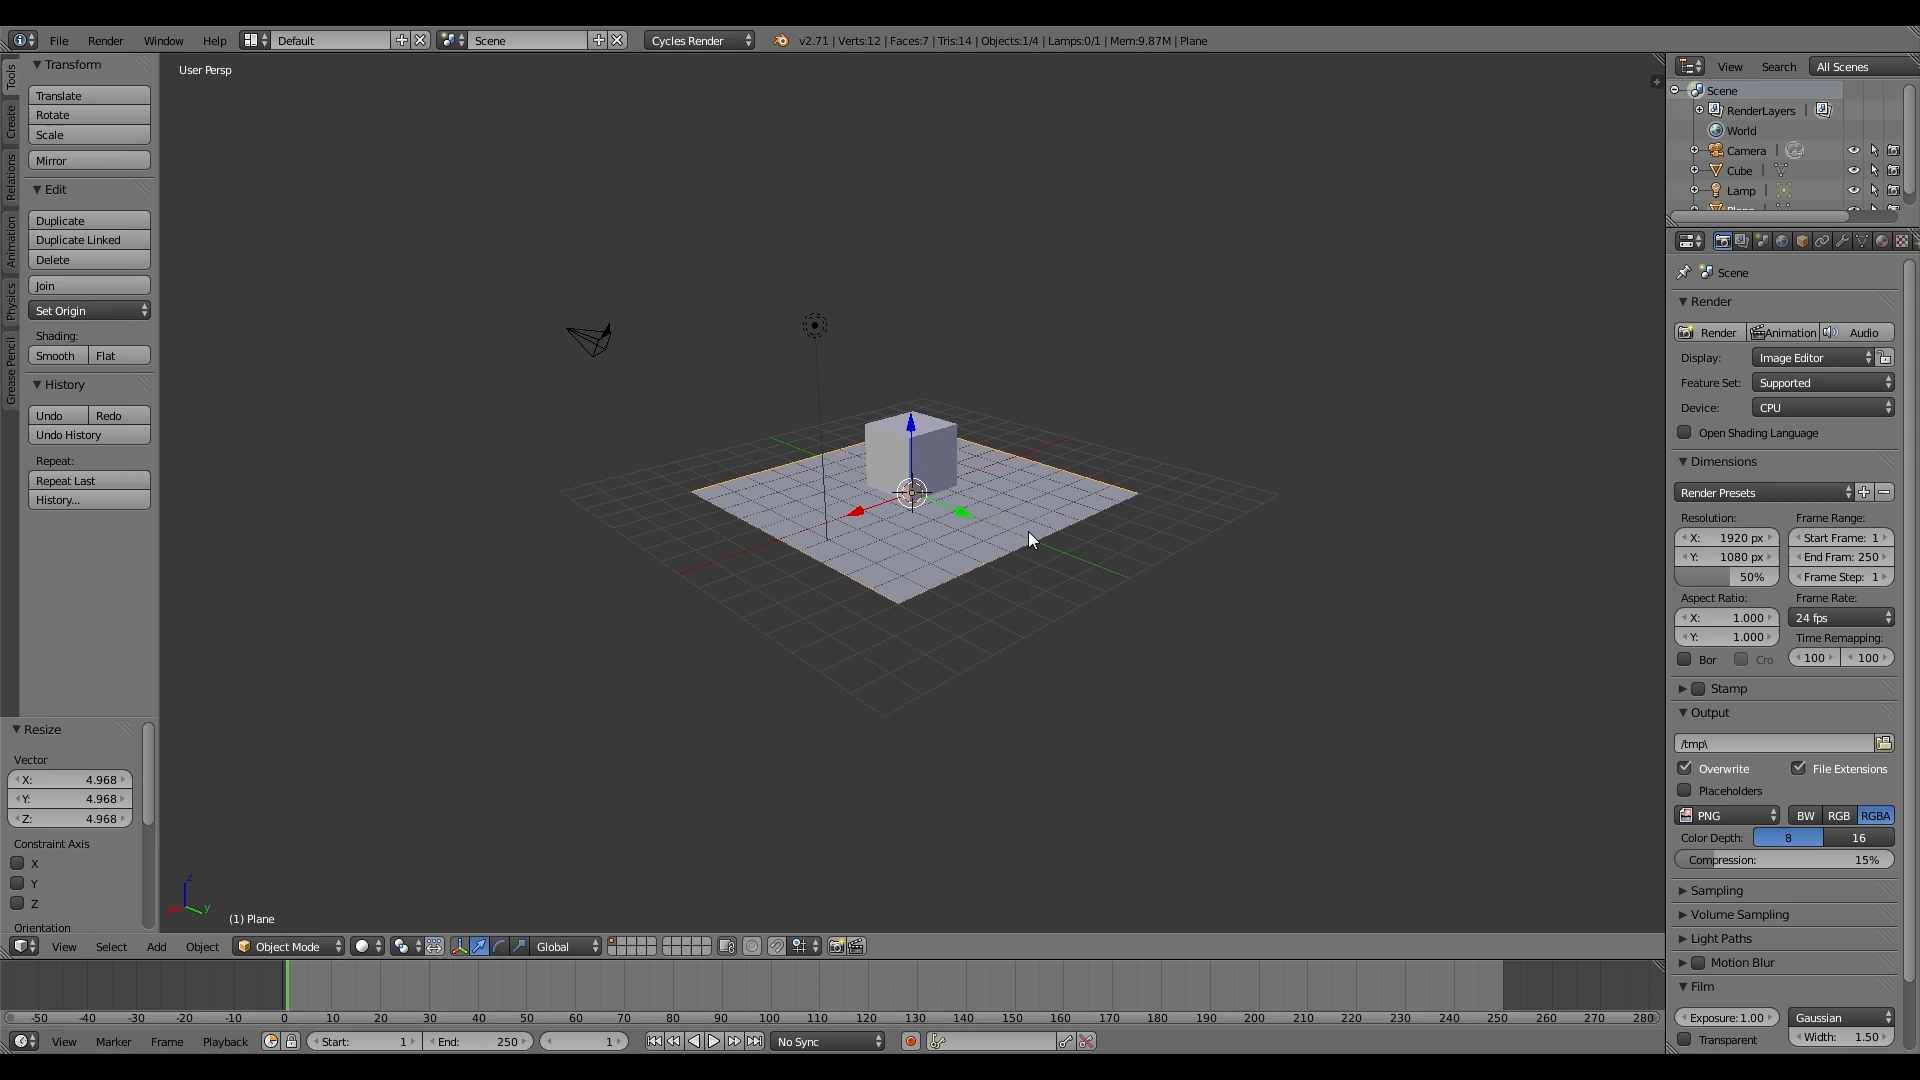 File Render Window Help Default Scene Cycles Render v2.71 | Verts:12 | Faces:7 | Tris:14 | Objects:1/4 | Lamps:0/1 | Mem:9.87M | Plane
Tools
Create
Relations
Animation
Physics
Grease Pencil
Transform
Translate
Rotate
Scale
Mirror
Edit
Duplicate
Duplicate Linked
Delete
Join
Set Origin
Shading:
Smooth Flat
History
Undo Redo
Undo History
Repeat:
Repeat Last
History...
Resize
Vector
X: 4.968
Y: 4.968
Z: 4.968
Constraint Axis
X
Y
Z
Orientation
User Persp
z
y
(1) Plane
View Select Add Object Object Mode Global
-50 -40 -30 -20 -10 0 10 20 30 40 50 60 70 80 90 100 110 120 130 140 150 160 170 180 190 200 210 220 230 240 250 260 270 280
View Marker Frame Playback Start: 1 End: 250 1 No Sync
View Search All Scenes
Scene
RenderLayers |
World
Camera |
Cube |
Lamp |
Scene
Render
Render Animation Audio
Display: Image Editor
Feature Set: Supported
Device: CPU
Open Shading Language
Dimensions
Render Presets
Resolution: Frame Range:
X: 1920 px Start Frame: 1
Y: 1080 px End Fram: 250
50% Frame Step: 1
Aspect Ratio: Frame Rate:
X: 1.000 24 fps
Y: 1.000 Time Remapping:
Bor Cro 100 100
Stamp
Output
/tmp\
Overwrite File Extensions
Placeholders
PNG BW RGB RGBA
Color Depth: 8 16
Compression: 15%
Sampling
Volume Sampling
Light Paths
Motion Blur
Film
Exposure: 1.00 Gaussian
Transparent Width: 1.50